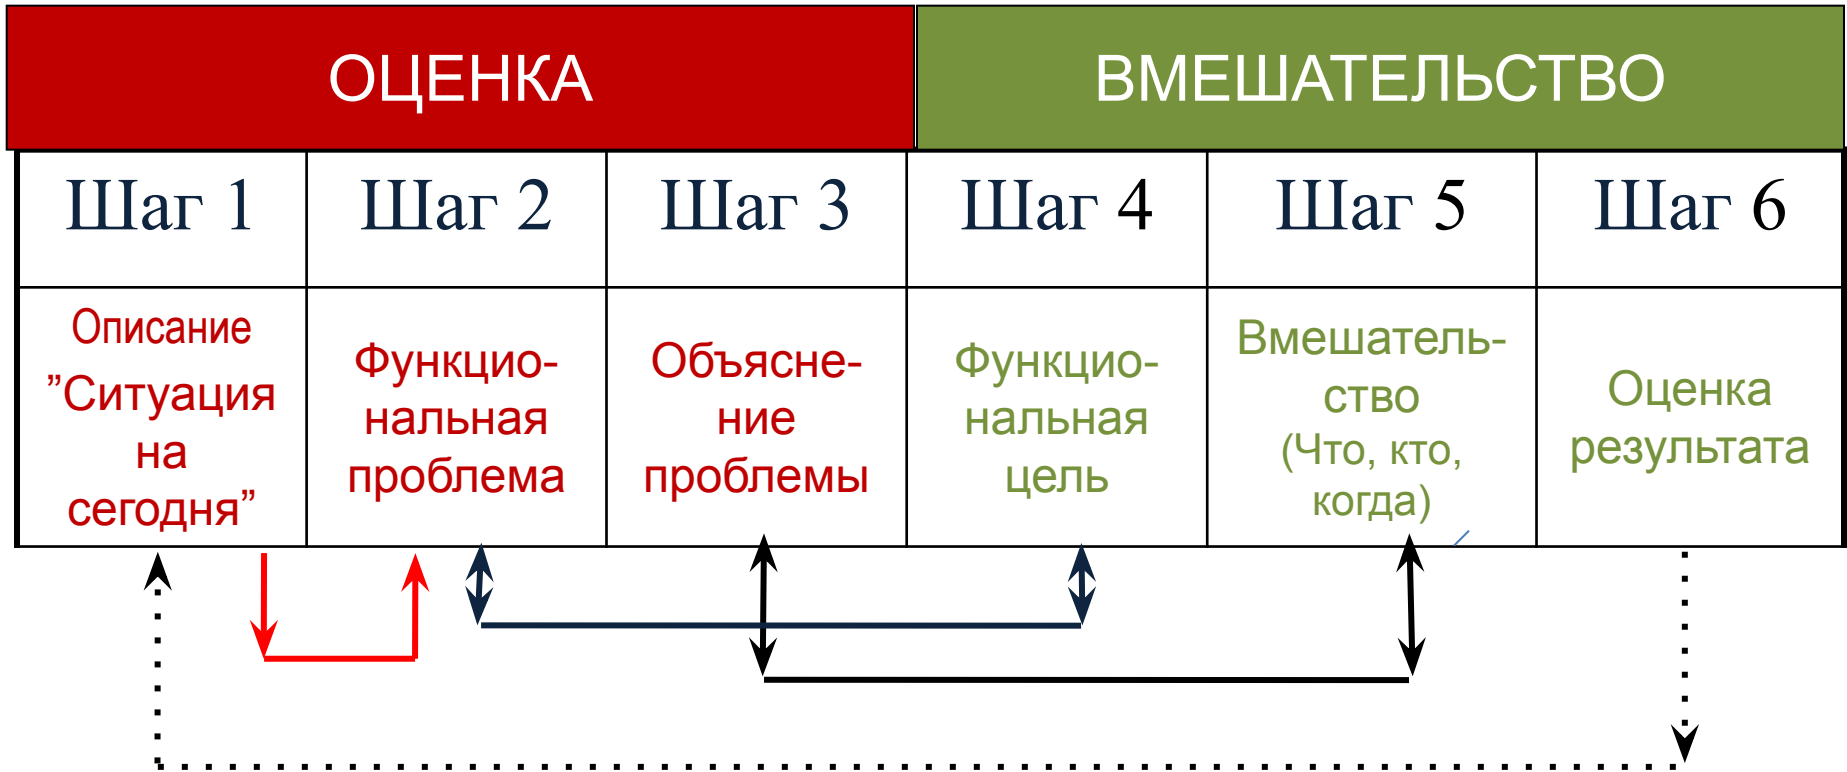 ОЦЕНКА
ВМЕШАТЕЛЬСТВО
Шаг 1
Шаг 2
Шаг 3
Шаг 4
Шаг 5
Шаг 6
Описание
”Ситуация
на
сегодня”
Функцио-
нальная
проблема
Объясне-
ние
проблемы
Функцио-
нальная
цель
Вмешатель-
ство
(Что, кто,
когда)
Оценка
результата